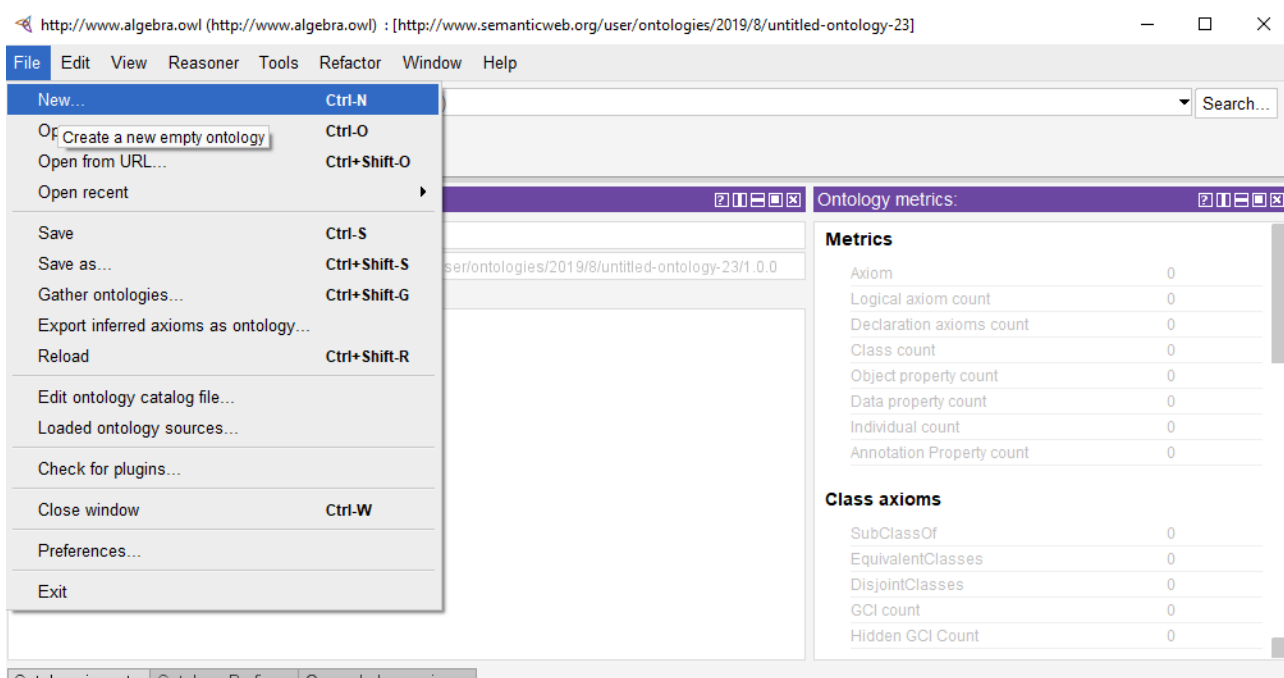 http://www.algebra.owl (http://www.algebra.owl) : [http://www.semanticweb.org/user/ontologies/2019/8/untitled-ontology-23]
File Edit View Reasoner Tools Refactor Window Help
New... Ctrl-N
Search...
Ctrl-O
Create a new empty ontology
Open from URL... Ctrl+Shift-O
Open recent
Ontology metrics:
Save Ctrl-S
Save as... Ctrl+Shift-S
ser/ontologies/2019/8/untitled-ontology-23/1.0.0
Gather ontologies... Ctrl+Shift-G
Export inferred axioms as ontology...
Reload Ctrl+Shift-R
Edit ontology catalog file...
Loaded ontology sources...
Check for plugins...
Close window Ctrl-W
Preferences...
Exit
Metrics
Axiom 0
Logical axiom count 0
Declaration axioms count 0
Class count 0
Object property count 0
Data property count 0
Individual count 0
Annotation Property count 0
Class axioms
SubClassOf 0
EquivalentClasses 0
DisjointClasses 0
GCI count 0
Hidden GCI Count 0